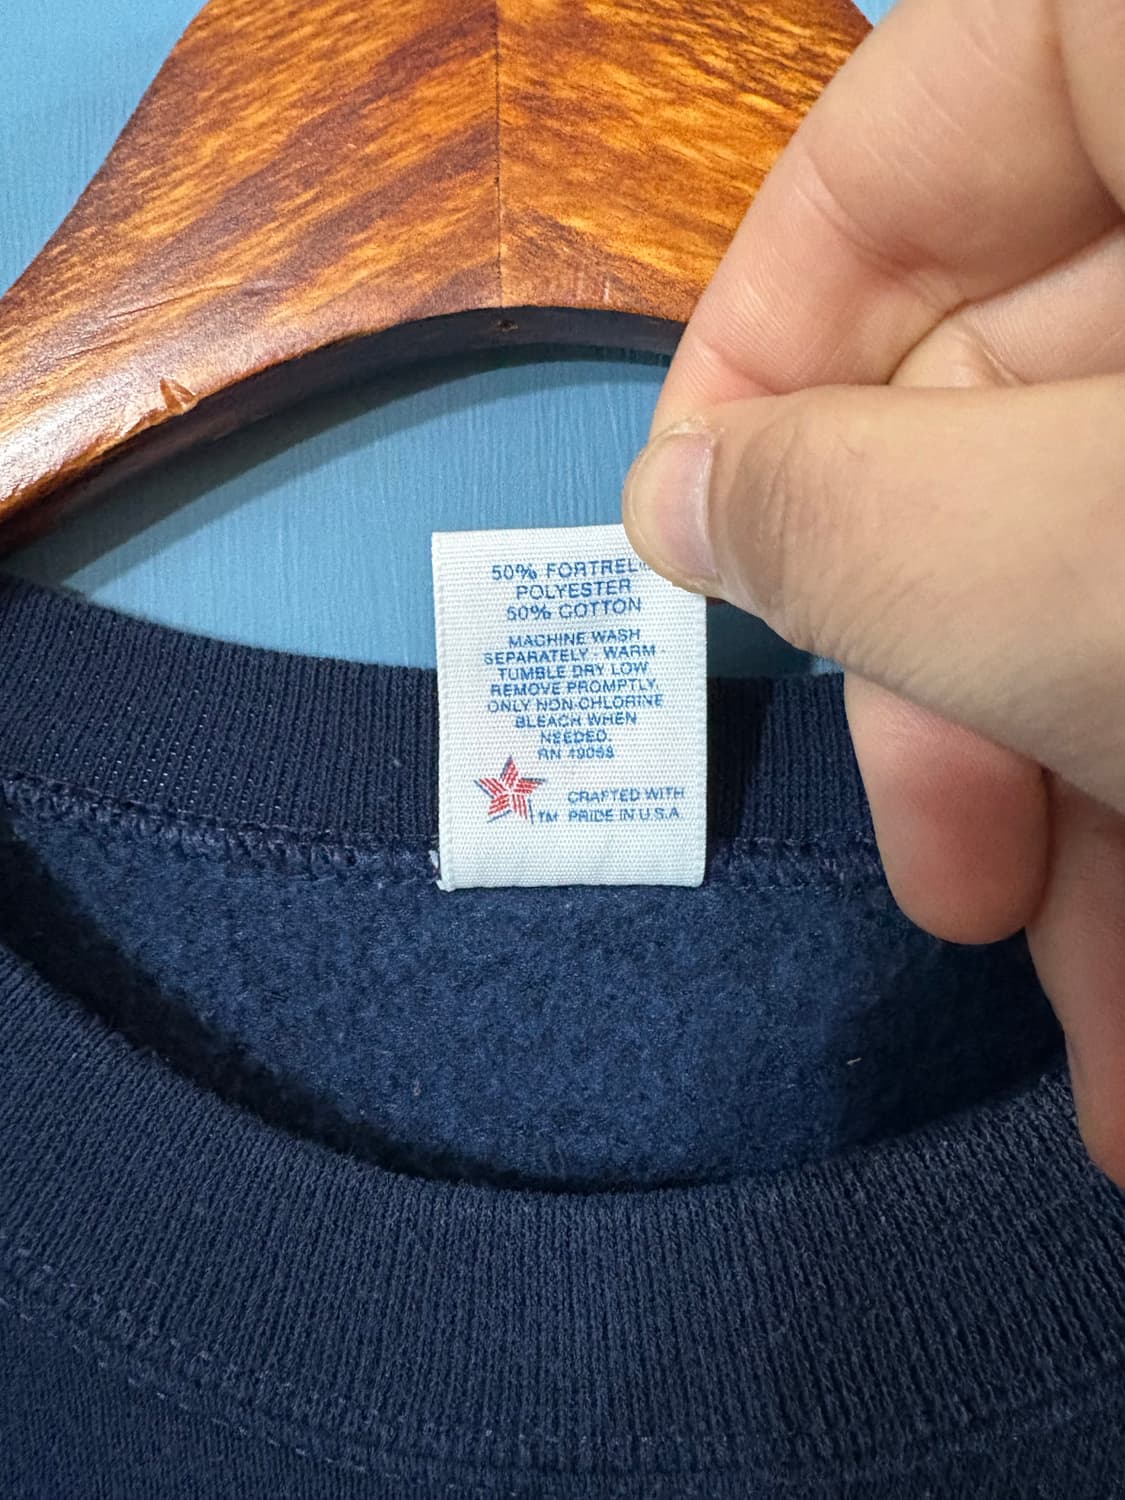 50% FORTREL
POLYESTER
50% COTTON
MACHINE WASH
SEPARATELY - WARM -
TUMBLE DRY LOW
REMOVE PROMPTLY.
ONLY NON-CHLORINE
BLEACH WHEN
NEEDED.
RN 49068
CRAFTED WITH
TM PRIDE IN U.S.A.